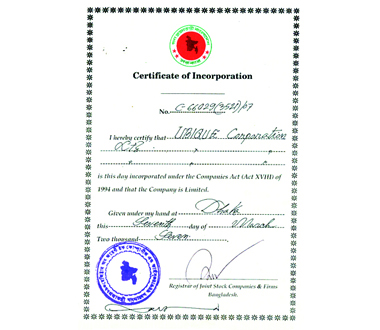 Certificate of Incorporation
No. C-66029(3521)/07
I hereby certify that UBIQUE Corporation
is this day incorporated under the Companies Act (Act XVIII) of
1994 and that the Company is Limited.
Given under my hand at Dhaka
this Seventh day of March
Two thousand Seven.
Registrar of Joint Stock Companies & Firms
Bangladesh.